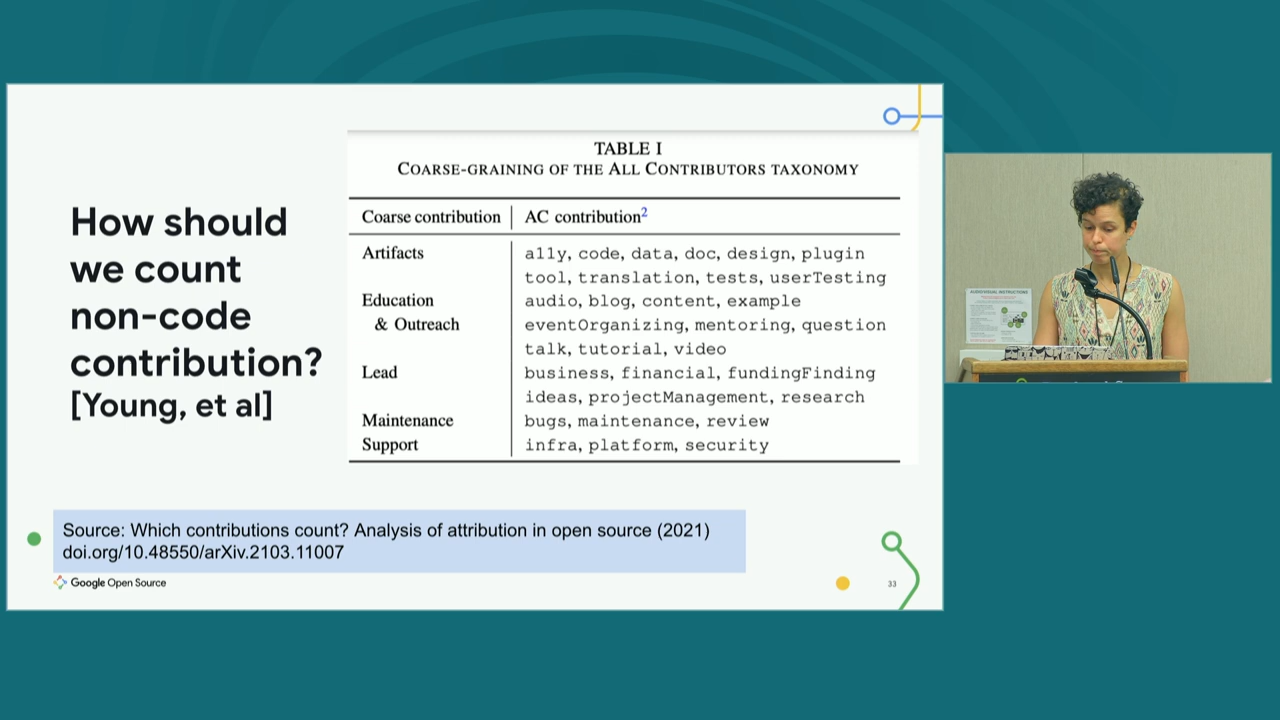 How should
we count
non-code
contribution?
[Young, et al]
TABLE I
COARSE-GRAINING OF THE ALL CONTRIBUTORS TAXONOMY
Coarse contribution AC contribution2
Artifacts a11y, code, data, doc, design, plugin
tool, translation, tests, userTesting
Education audio, blog, content, example
& Outreach eventOrganizing, mentoring, question
talk, tutorial, video
Lead business, financial, fundingFinding
ideas, projectManagement, research
Maintenance bugs, maintenance, review
Support infra, platform, security
Source: Which contributions count? Analysis of attribution in open source (2021)
doi.org/10.48550/arXiv.2103.11007
Google Open Source
33
AUDIOVISUAL INSTRUCTIONS